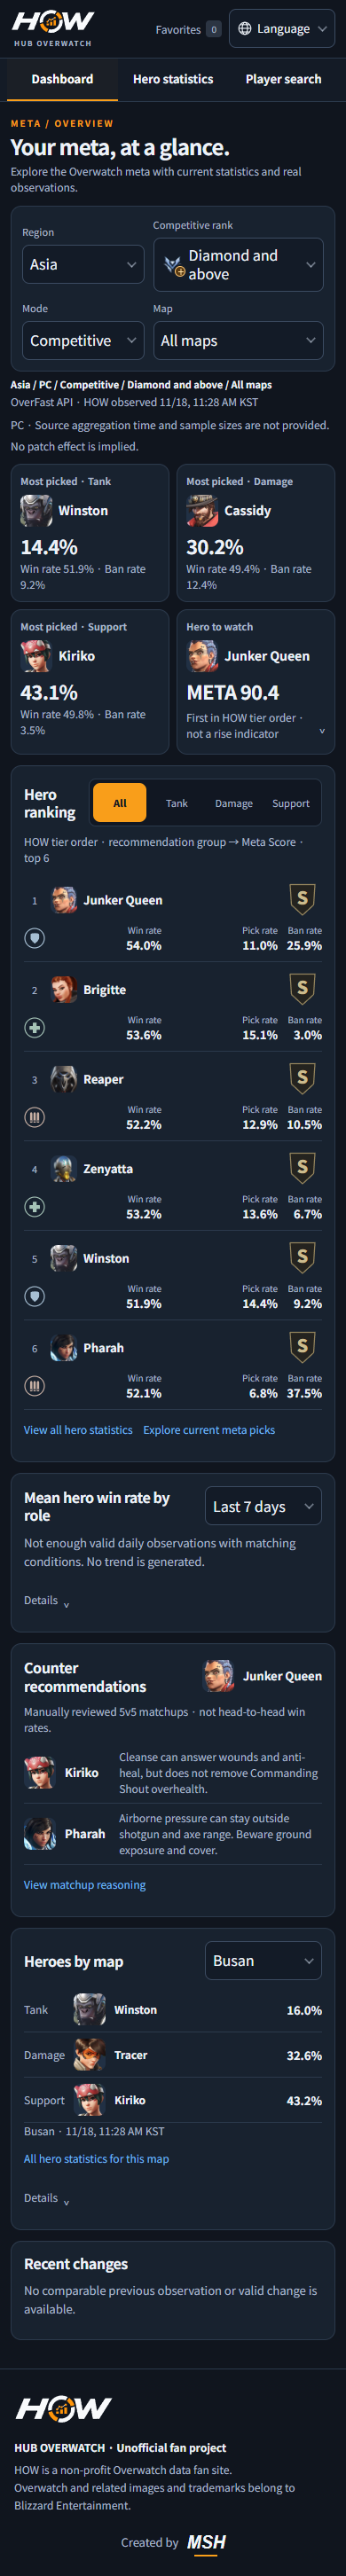 HOW
HUB OVERWATCH
Favorites 0
Language
Dashboard
Hero statistics
Player search
META / OVERVIEW
Your meta, at a glance.
Explore the Overwatch meta with current statistics and real
observations.
Region
Competitive rank
Asia
Diamond and
above
Mode
Map
Competitive
All maps
Asia / PC / Competitive / Diamond and above / All maps
OverFast API · HOW observed 11/18, 11:28 AM KST
PC · Source aggregation time and sample sizes are not provided.
No patch effect is implied.
Most picked · Tank
Winston
14.4%
Win rate 51.9% · Ban rate
9.2%
Most picked · Damage
Cassidy
30.2%
Win rate 49.4% · Ban rate
12.4%
Most picked · Support
Kiriko
43.1%
Win rate 49.8% · Ban rate
3.5%
Hero to watch
Junker Queen
META 90.4
First in HOW tier order ·
not a rise indicator
Hero
ranking
All
Tank
Damage
Support
HOW tier order · recommendation group → Meta Score ·
top 6
1 Junker Queen S
Win rate Pick rate Ban rate
54.0% 11.0% 25.9%
2 Brigitte S
Win rate Pick rate Ban rate
53.6% 15.1% 3.0%
3 Reaper S
Win rate Pick rate Ban rate
52.2% 12.9% 10.5%
4 Zenyatta S
Win rate Pick rate Ban rate
53.2% 13.6% 6.7%
5 Winston S
Win rate Pick rate Ban rate
51.9% 14.4% 9.2%
6 Pharah S
Win rate Pick rate Ban rate
52.1% 6.8% 37.5%
View all hero statistics Explore current meta picks
Mean hero win rate by
role
Last 7 days
Not enough valid daily observations with matching
conditions. No trend is generated.
Details
Counter
recommendations
Junker Queen
Manually reviewed 5v5 matchups · not head-to-head win
rates.
Kiriko
Cleanse can answer wounds and anti-
heal, but does not remove Commanding
Shout overhealth.
Pharah
Airborne pressure can stay outside
shotgun and axe range. Beware ground
exposure and cover.
View matchup reasoning
Heroes by map
Busan
Tank Winston 16.0%
Damage Tracer 32.6%
Support Kiriko 43.2%
Busan · 11/18, 11:28 AM KST
All hero statistics for this map
Details
Recent changes
No comparable previous observation or valid change is
available.
HOW
HUB OVERWATCH · Unofficial fan project
HOW is a non-profit Overwatch data fan site.
Overwatch and related images and trademarks belong to
Blizzard Entertainment.
Created by MSH